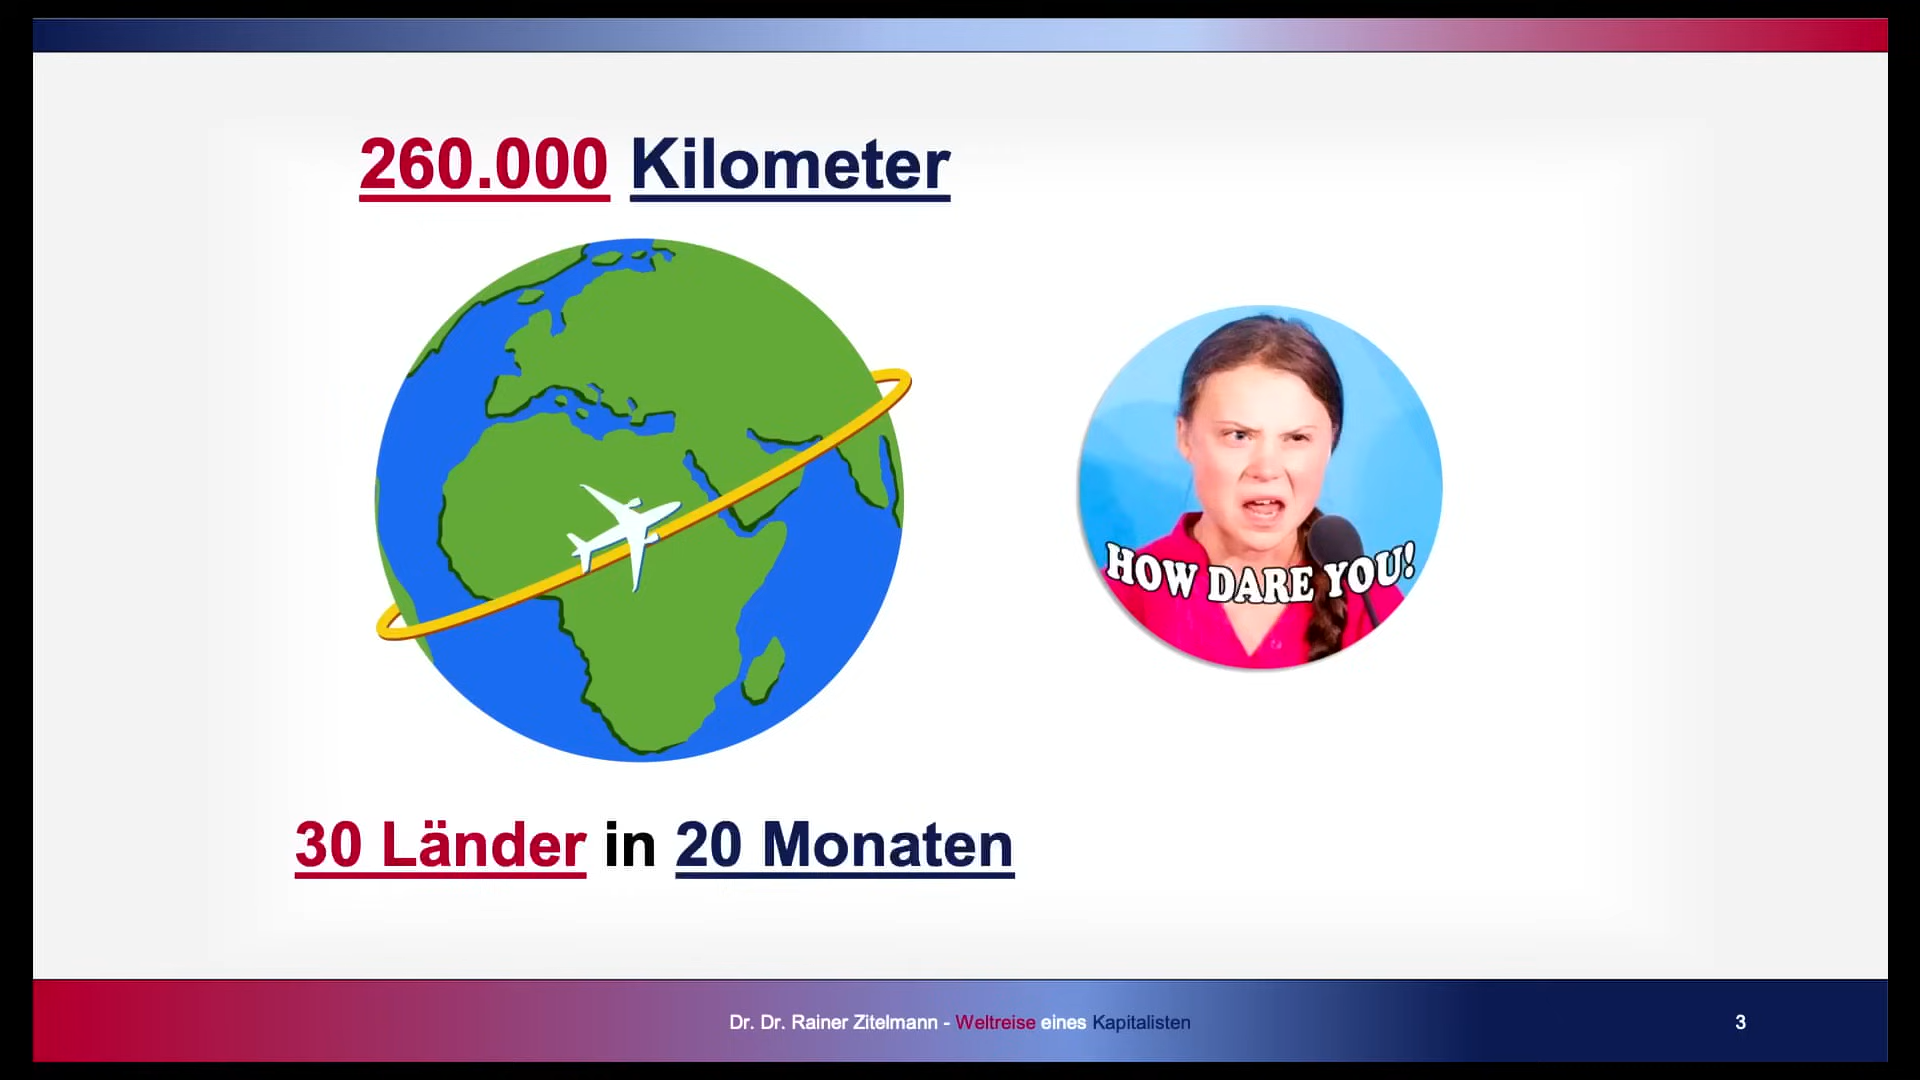 260.000 Kilometer
HOW DARE YOU!
30 Länder in 20 Monaten
Dr. Dr. Rainer Zitelmann - Weltreise eines Kapitalisten
3